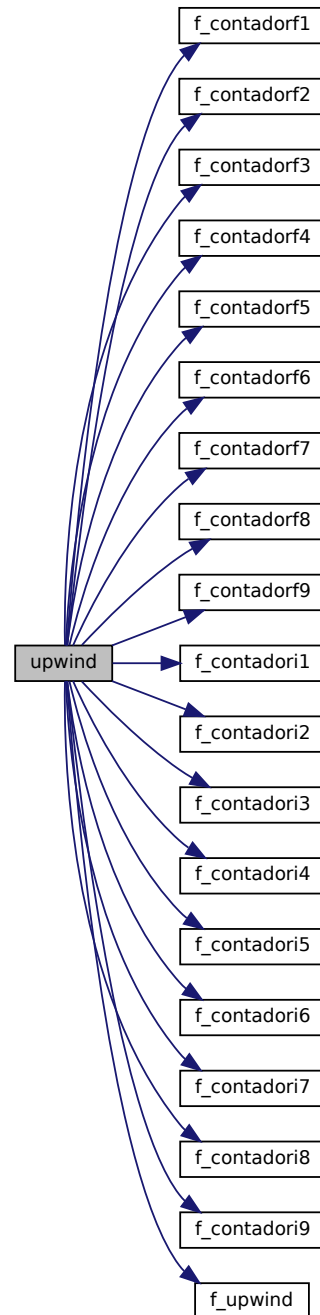 f_contadorf1
f_contadorf2
f_contadorf3
f_contadorf4
f_contadorf5
f_contadorf6
f_contadorf7
f_contadorf8
f_contadorf9
upwind
f_contadori1
f_contadori2
f_contadori3
f_contadori4
f_contadori5
f_contadori6
f_contadori7
f_contadori8
f_contadori9
f_upwind